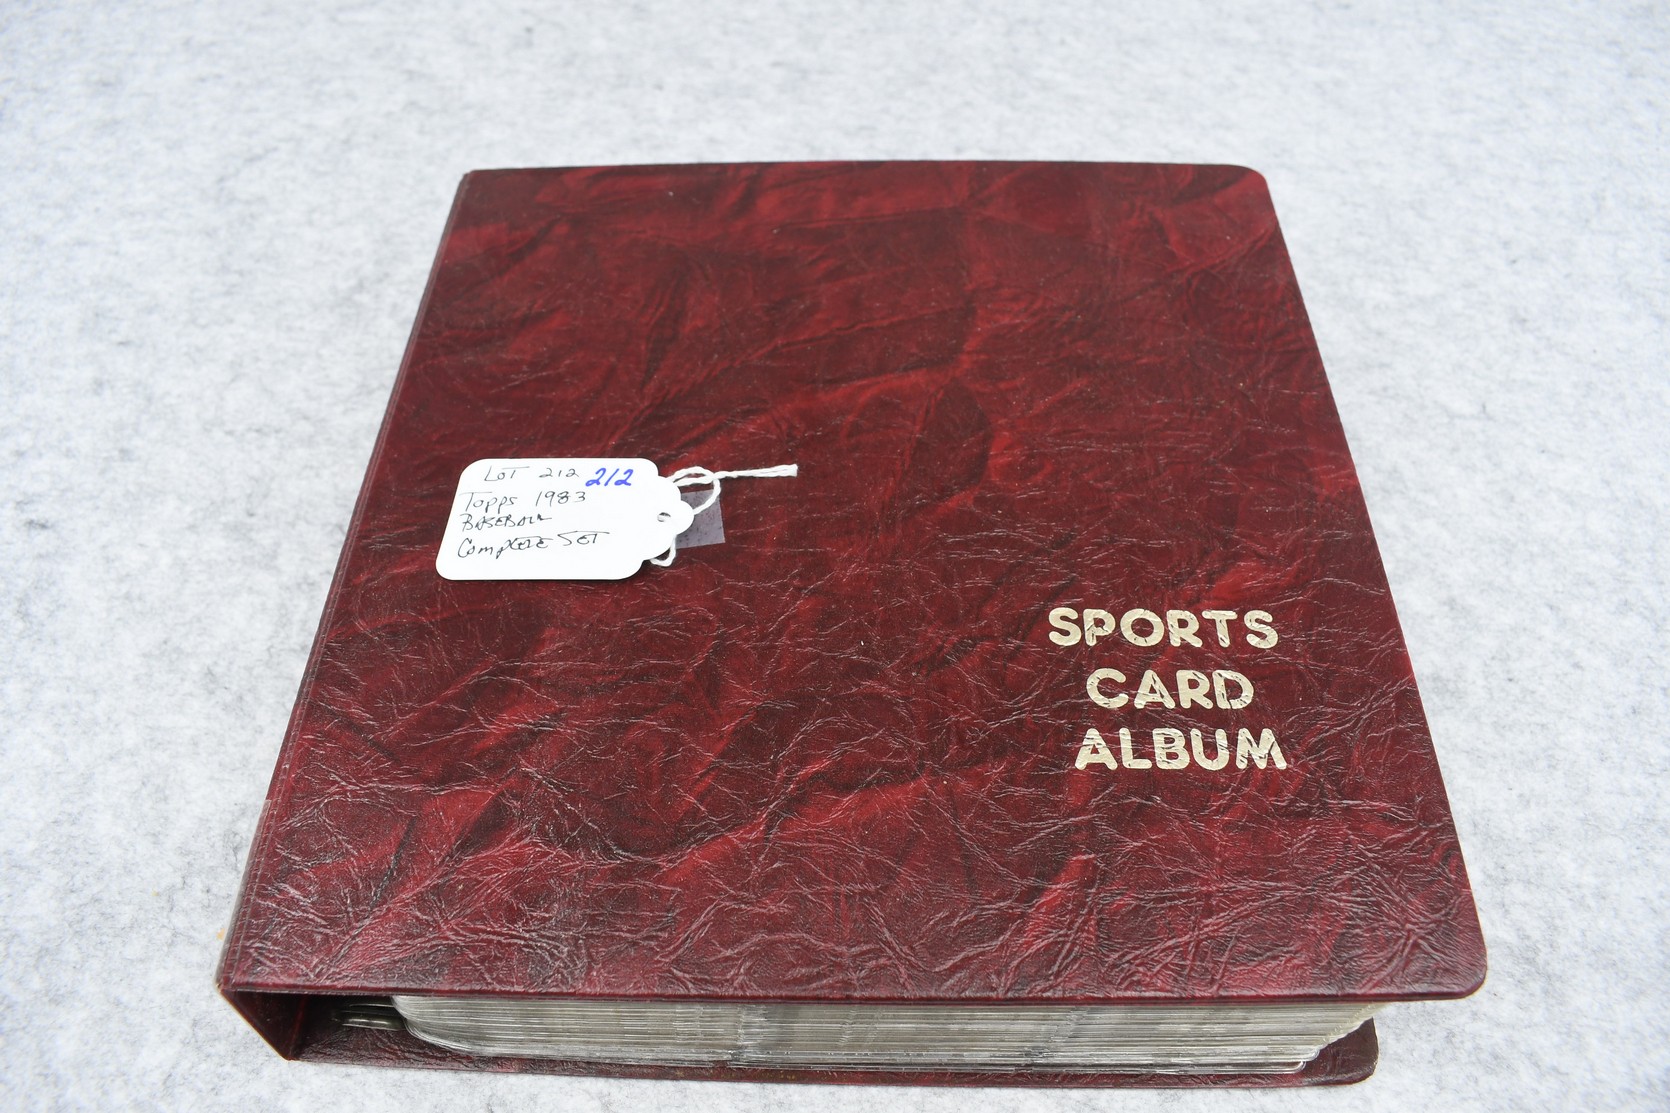 LOT 212 212
Topps 1983
BASEBALL
Complete SET
SPORTS
CARD
ALBUM